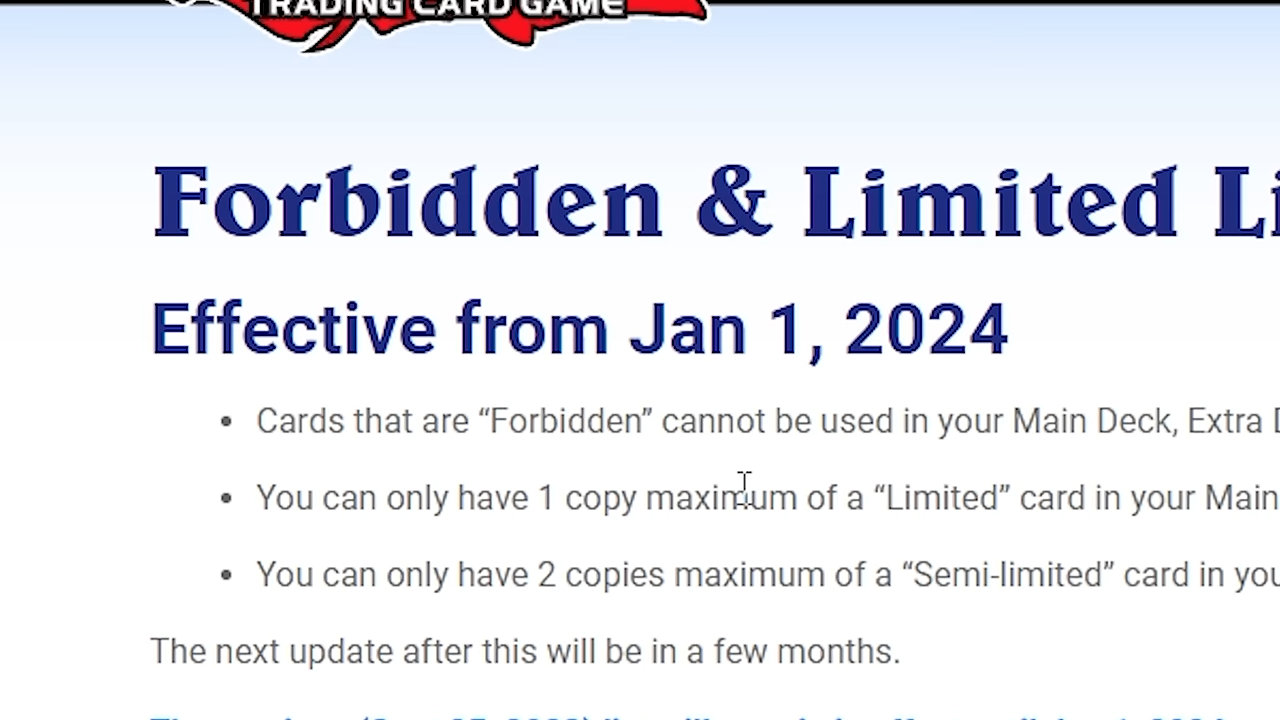 TRADING CARD GAME
Forbidden & Limited Li
Effective from Jan 1, 2024
• Cards that are “Forbidden” cannot be used in your Main Deck, Extra
• You can only have 1 copy maximum of a “Limited” card in your Main
• You can only have 2 copies maximum of a “Semi-limited” card in you
The next update after this will be in a few months.